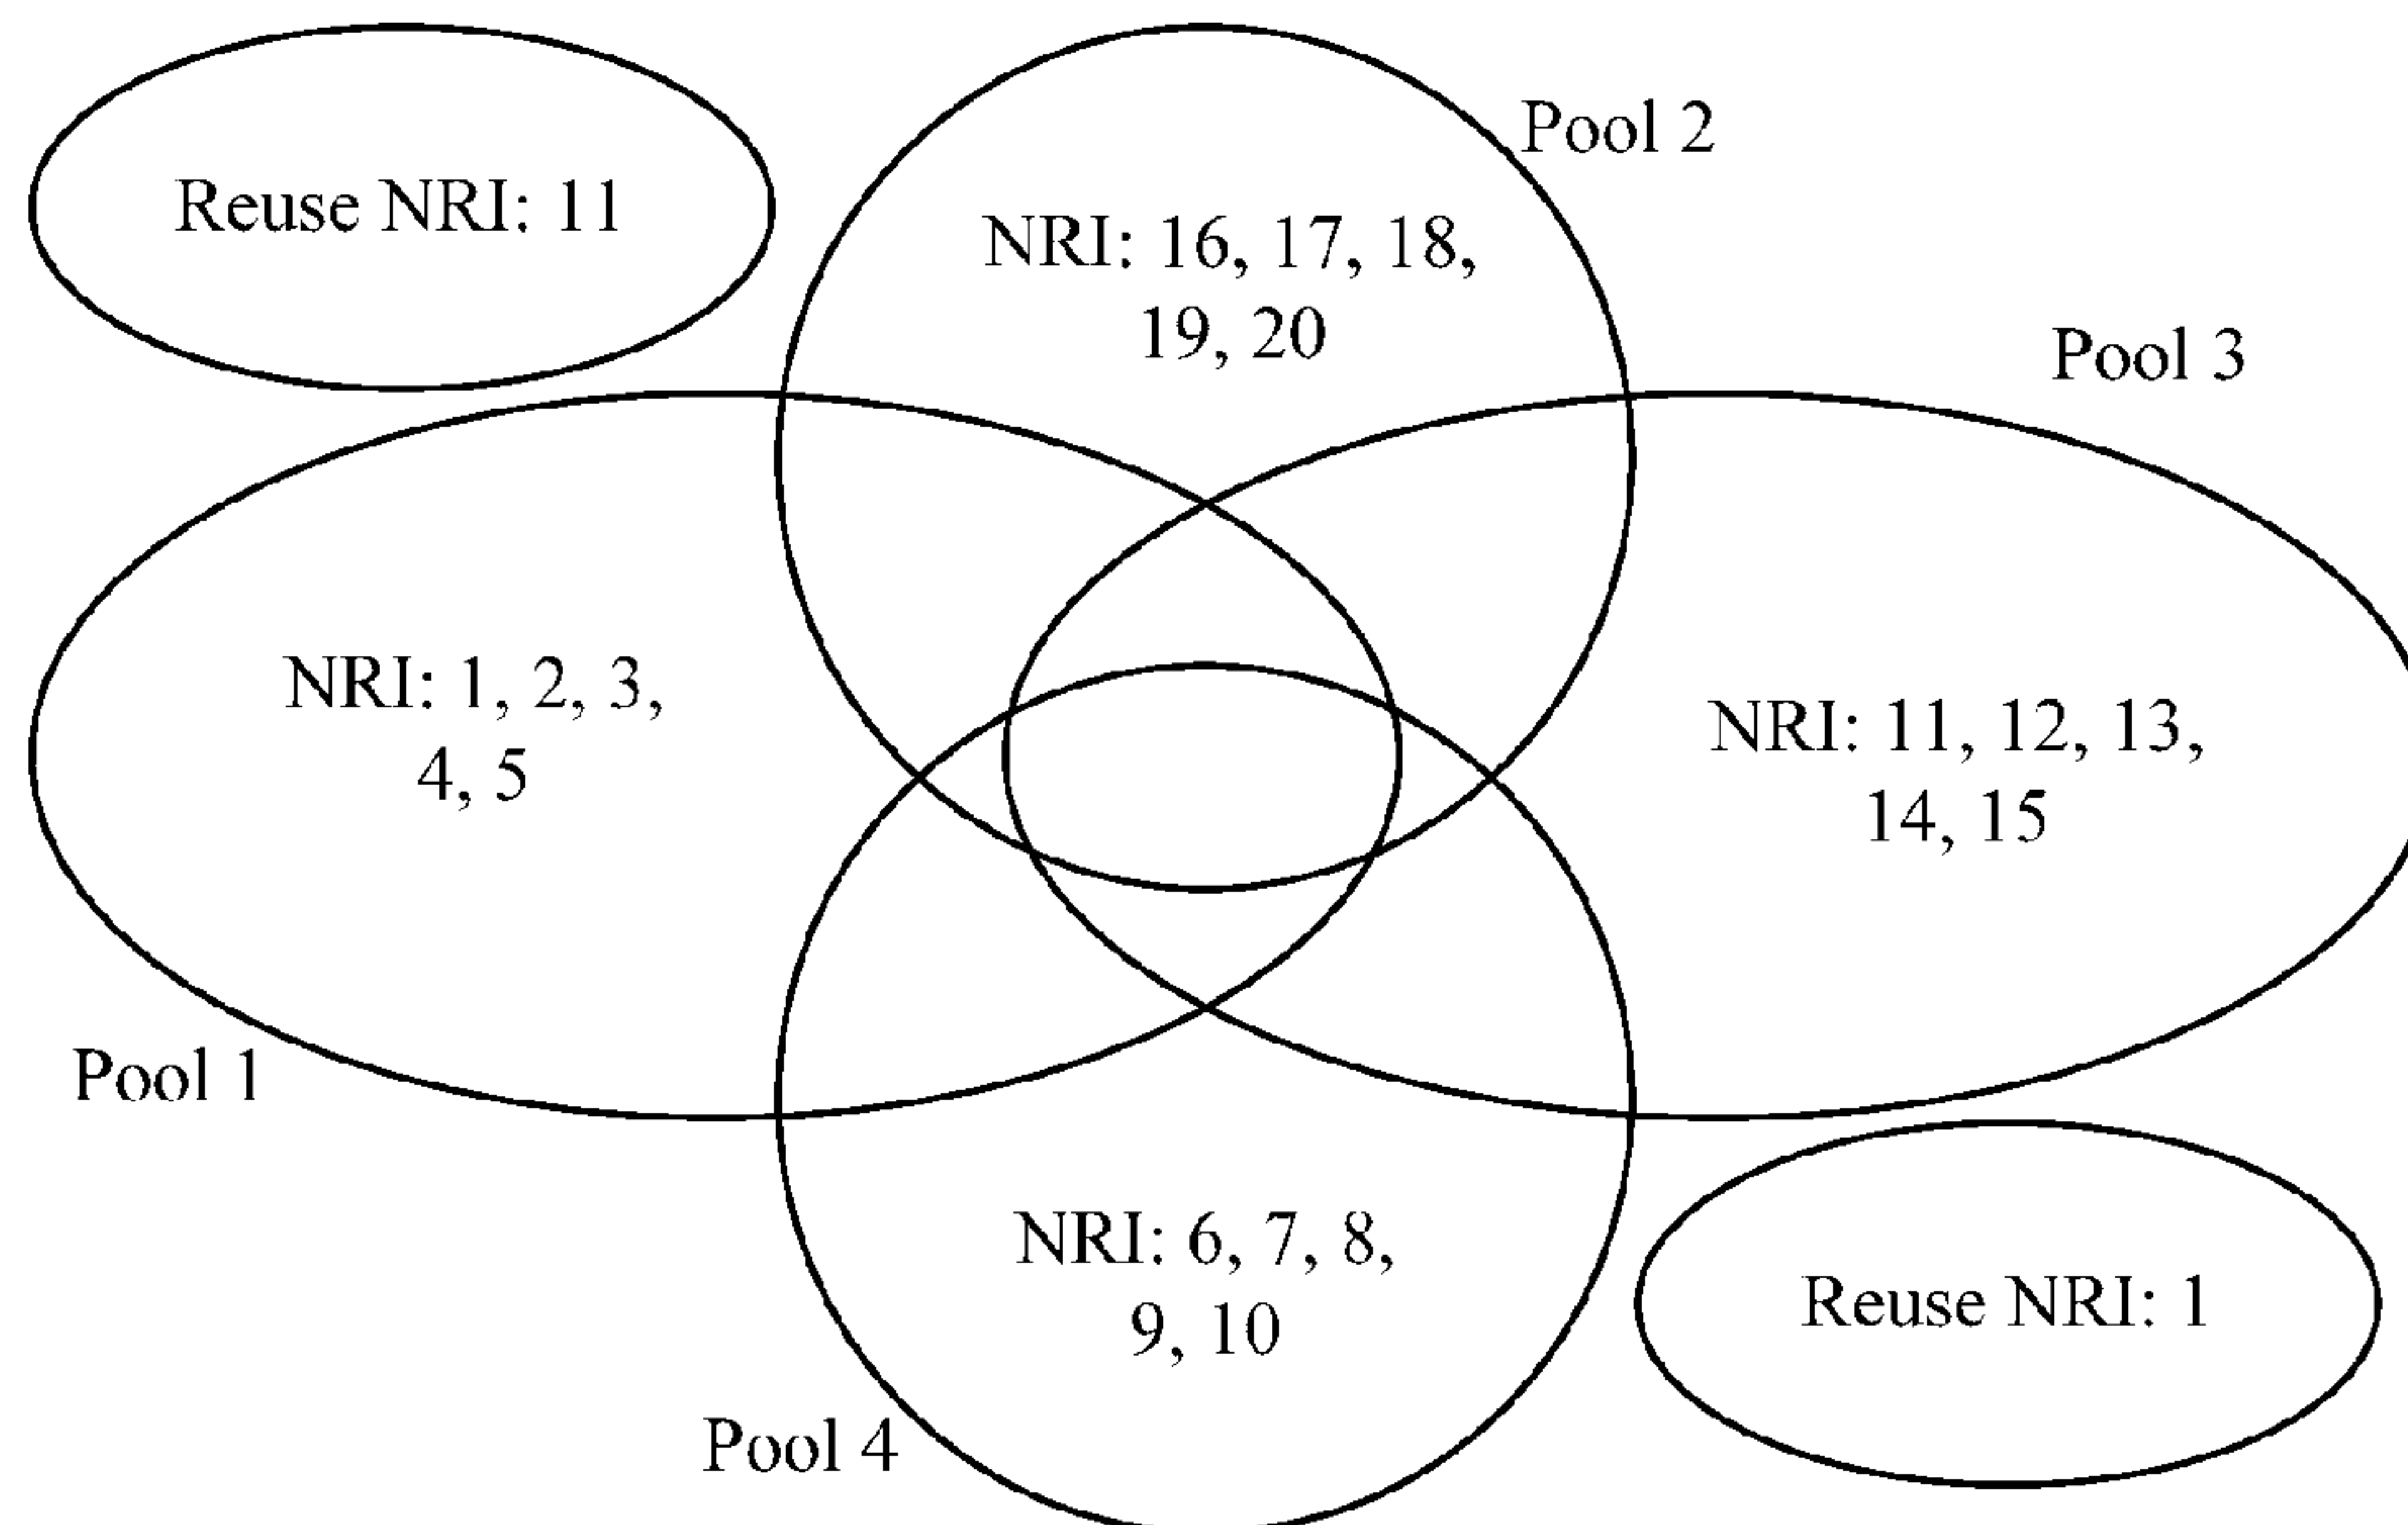 Pool 2
Reuse NRI: 11
NRI: 16, 17, 18,
19, 20
Pool 3
NRI: 1, 2, 3,
4, 5
NRI: 11, 12, 13,
14, 15
Pool 1
NRI: 6, 7, 8,
9, 10
Reuse NRI: 1
Pool 4